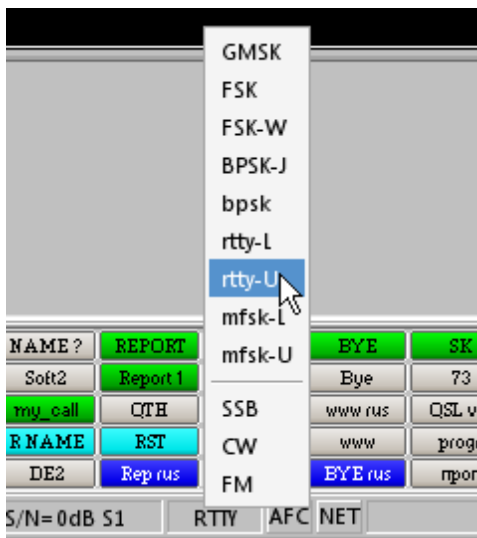 GMSK
FSK
FSK-W
BPSK-J
bpsk
rtty-L
rtty-U
mfsk-L
mfsk-U
SSB
CW
FM
NAME? REPORT BYE SK
Soft2 Report 1 Bye 73
my_call QTH www rus QSL
R NAME RST www
DE2 Rep rus BYE rus
S/N= 0dB S1 RTTY AFC NET